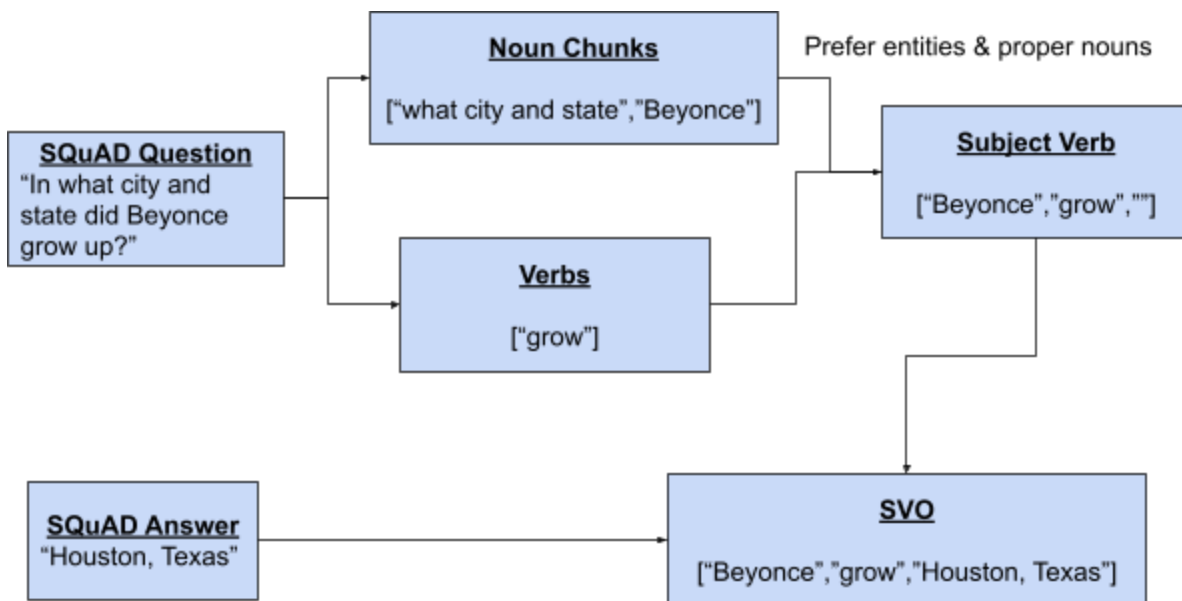 Noun Chunks
["what city and state","Beyonce"]
Prefer entities & proper nouns
SQuAD Question
“In what city and
state did Beyonce
grow up?”
Verbs
[“grow”]
Subject Verb
[“Beyonce”,”grow”,””]
SQuAD Answer
“Houston, Texas”
SVO
[“Beyonce”,”grow”,”Houston, Texas”]